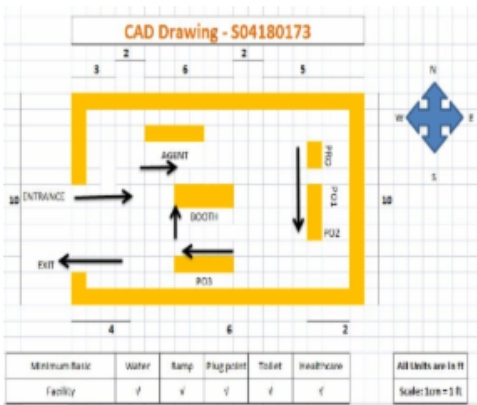 CAD Drawing - S04180173
2 2
3 6 5
N
W E
S
AGENT
PRO
10 ENTRANCE
PO1
10
BOOTH
PO2
EXIT
PO3
4 6 2
Minimum Basic Water Ramp Plug point Toilet Healthcare
Facility √ √ √ √ √
All Units are in ft
Scale: 1cm = 1 ft